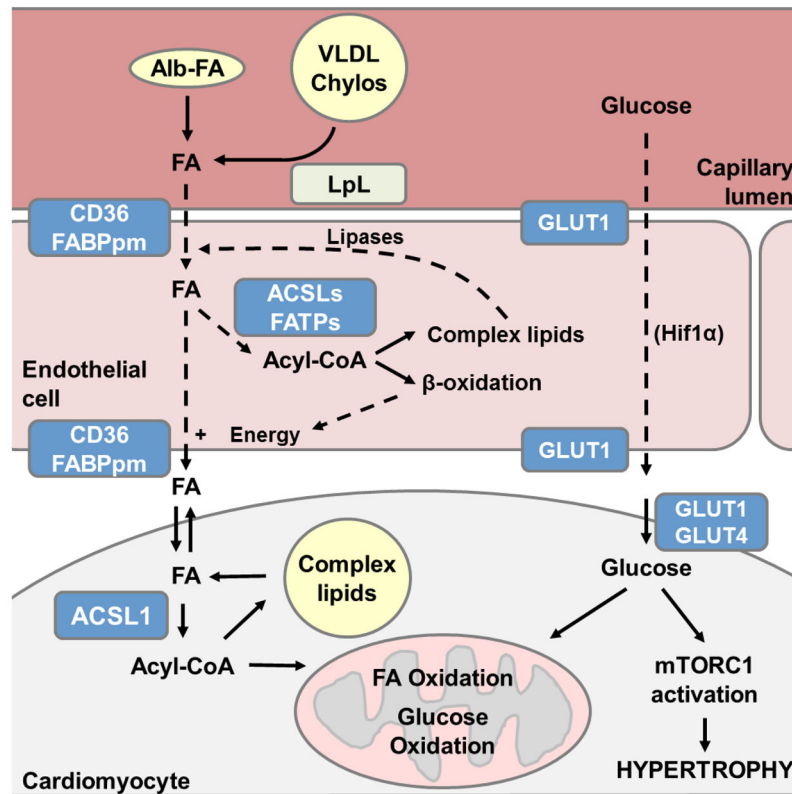 Alb-FA
VLDL
Chylos
Glucose
FA
LpL
Capillary
lumen
CD36
FABPpm
GLUT1
Lipases
FA
ACSLs
FATPs
Complex lipids
(Hif1α)
Acyl-CoA
β-oxidation
Endothelial
cell
CD36
FABPpm
+ Energy
GLUT1
FA
GLUT1
GLUT4
FA
Complex
lipids
Glucose
ACSL1
Acyl-CoA
FA Oxidation
Glucose
Oxidation
mTORC1
activation
HYPERTROPHY
Cardiomyocyte